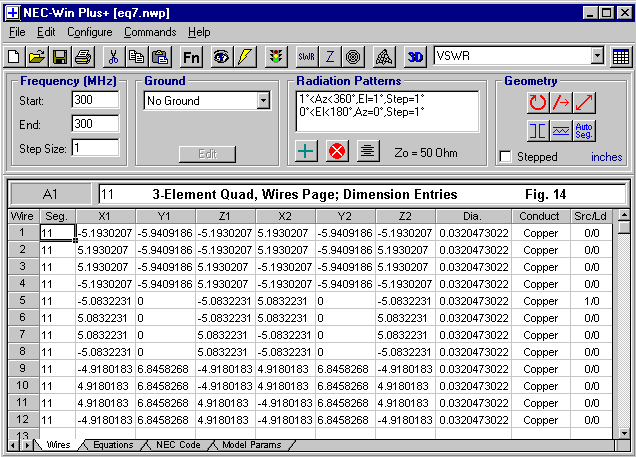 NEC-Win Plus+ [eq7.nwp]
File Edit Configure Commands Help
Fn SWR Z 3D VSWR
Frequency (MHz)
Start: 300
End: 300
Step Size: 1
Ground
No Ground
Edit
Radiation Patterns
1°<Az<360°,El=1°,Step=1°
0°<El<180°,Az=0°,Step=1°
Zo = 50 Ohm
Geometry
Auto Seg.
Stepped inches
A1 11 3-Element Quad, Wires Page; Dimension Entries Fig. 14
Wire Seg. X1 Y1 Z1 X2 Y2 Z2 Dia. Conduct Src/Ld
1 11 -5.1930207 -5.9409186 -5.1930207 5.1930207 -5.9409186 -5.1930207 0.0320473022 Copper 0/0
2 11 5.1930207 -5.9409186 -5.1930207 5.1930207 -5.9409186 5.1930207 0.0320473022 Copper 0/0
3 11 5.1930207 -5.9409186 5.1930207 -5.1930207 -5.9409186 5.1930207 0.0320473022 Copper 0/0
4 11 -5.1930207 -5.9409186 5.1930207 -5.1930207 -5.9409186 -5.1930207 0.0320473022 Copper 0/0
5 11 -5.0832231 0 -5.0832231 5.0832231 0 -5.0832231 0.0320473022 Copper 1/0
6 11 5.0832231 0 -5.0832231 5.0832231 0 5.0832231 0.0320473022 Copper 0/0
7 11 5.0832231 0 5.0832231 -5.0832231 0 5.0832231 0.0320473022 Copper 0/0
8 11 -5.0832231 0 5.0832231 -5.0832231 0 -5.0832231 0.0320473022 Copper 0/0
9 11 -4.9180183 6.8458268 -4.9180183 4.9180183 6.8458268 -4.9180183 0.0320473022 Copper 0/0
10 11 4.9180183 6.8458268 -4.9180183 4.9180183 6.8458268 4.9180183 0.0320473022 Copper 0/0
11 11 4.9180183 6.8458268 4.9180183 -4.9180183 6.8458268 4.9180183 0.0320473022 Copper 0/0
12 11 -4.9180183 6.8458268 4.9180183 -4.9180183 6.8458268 -4.9180183 0.0320473022 Copper 0/0
13
Wires Equations NEC Code Model Params